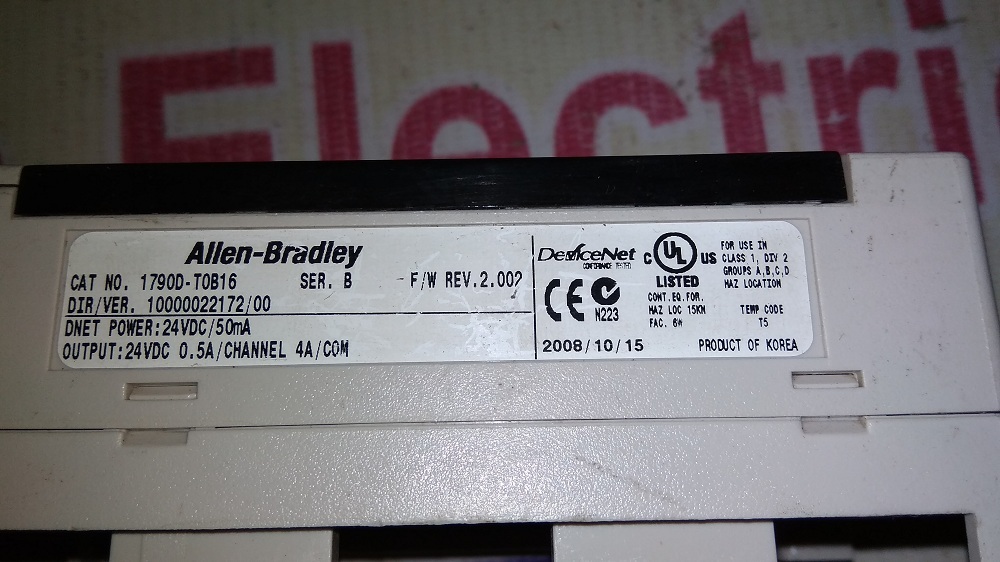 Electri
Allen-Bradley
CAT NO. 1790D-T0B16 SER. B F/W REV.2.002
DIR/VER. 10000022172/00
DNET POWER:24VDC/50mA
OUTPUT:24VDC 0.5A/CHANNEL 4A/COM
DeviceNet
CONFORMANCE TESTED
CE N223
2008/10/15
C UL US
LISTED
CONT.EQ.FOR.
HAZ LOC 15KN
FAC. 6W
FOR USE IN
CLASS 1, DIV 2
GROUPS A,B,C,D
HAZ LOCATION
TEMP CODE
T5
PRODUCT OF KOREA